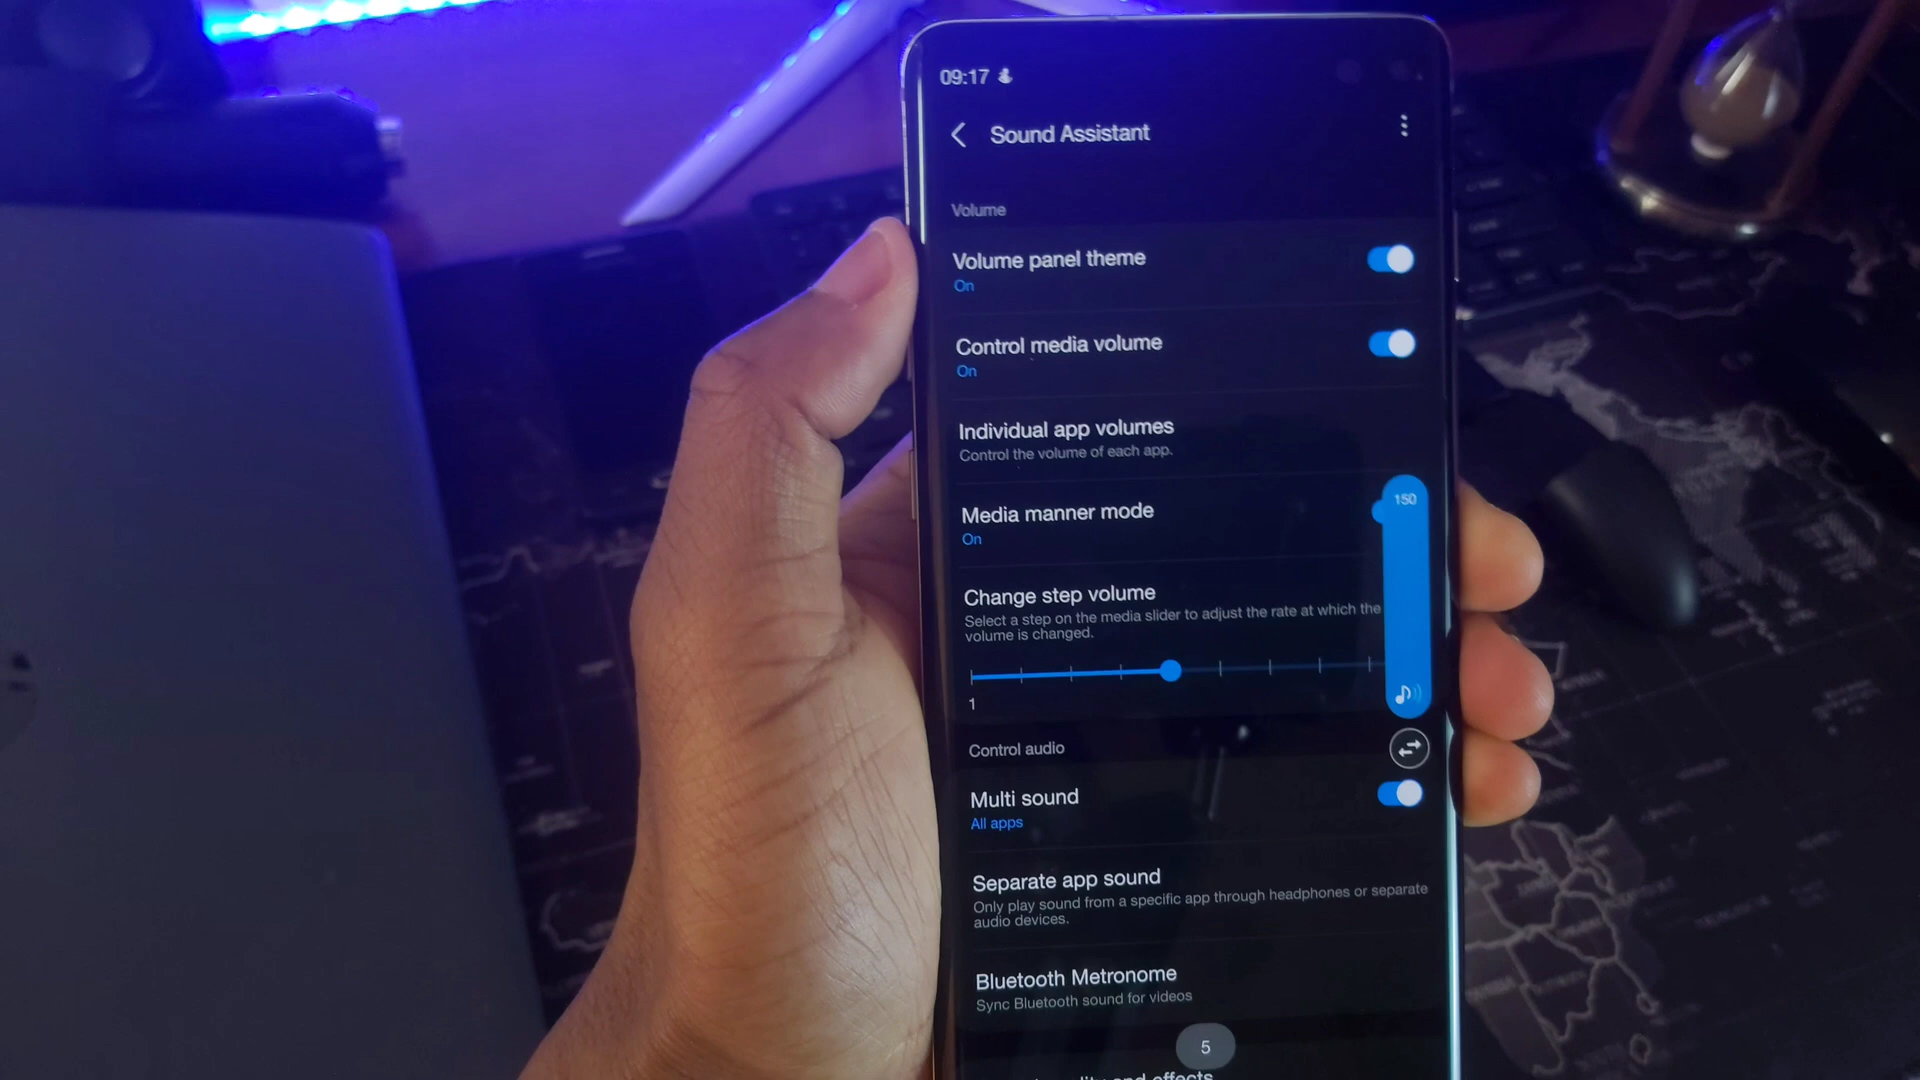 09:17
Sound Assistant
Volume
Volume panel theme
On
Control media volume
On
Individual app volumes
Control the volume of each app.
Media manner mode
On
150
Change step volume
Select a step on the media slider to adjust the rate at which the
volume is changed.
1
Control audio
Multi sound
All apps
Separate app sound
Only play sound from a specific app through headphones or separate
audio devices.
Bluetooth Metronome
Sync Bluetooth sound for videos
5
and effects